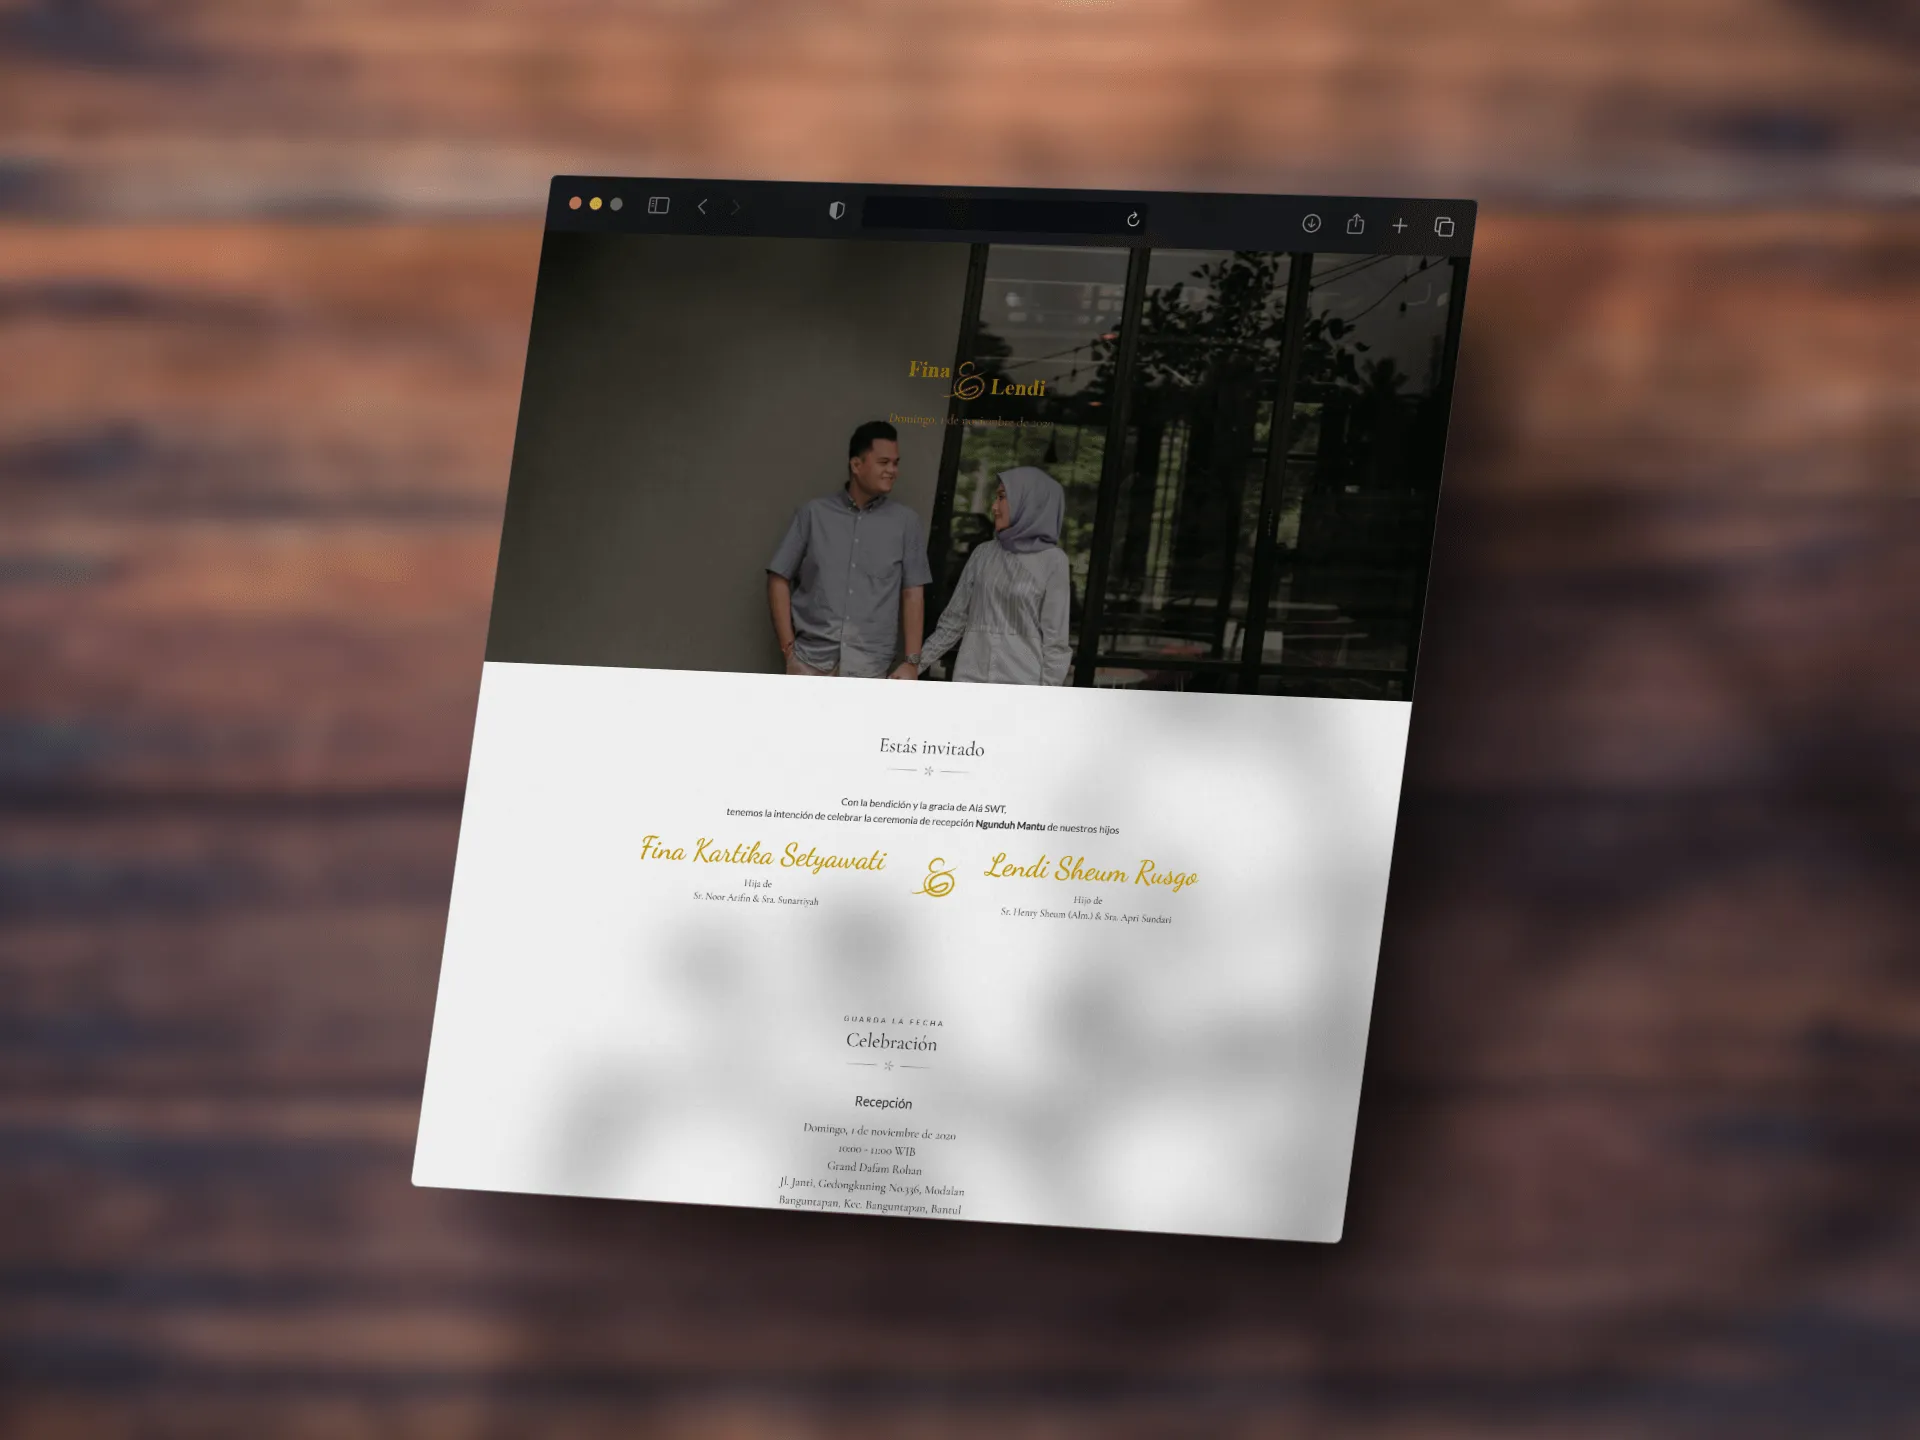 Fina & Lendi
Domingo, 1 de noviembre de 2020
Estás invitado
Con la bendición y la gracia de Alá SWT,
tenemos la intención de celebrar la ceremonia de recepción Ngunduh Mantu de nuestros hijos
Fina Kartika Setyawati
Hija de
Sr. Noor Arifin & Sra. Sunartiyah
&
Lendi Sheum Rusgo
Hijo de
Sr. Henry Sheum (Alm.) & Sra. Apri Sundari
GUARDA LA FECHA
Celebración
Recepción
Domingo, 1 de noviembre de 2020
10:00 - 11:00 WIB
Grand Dafam Rohan
Jl. Janti, Gedongkuning No.336, Modalan
Banguntapan, Kec. Banguntapan, Bantul